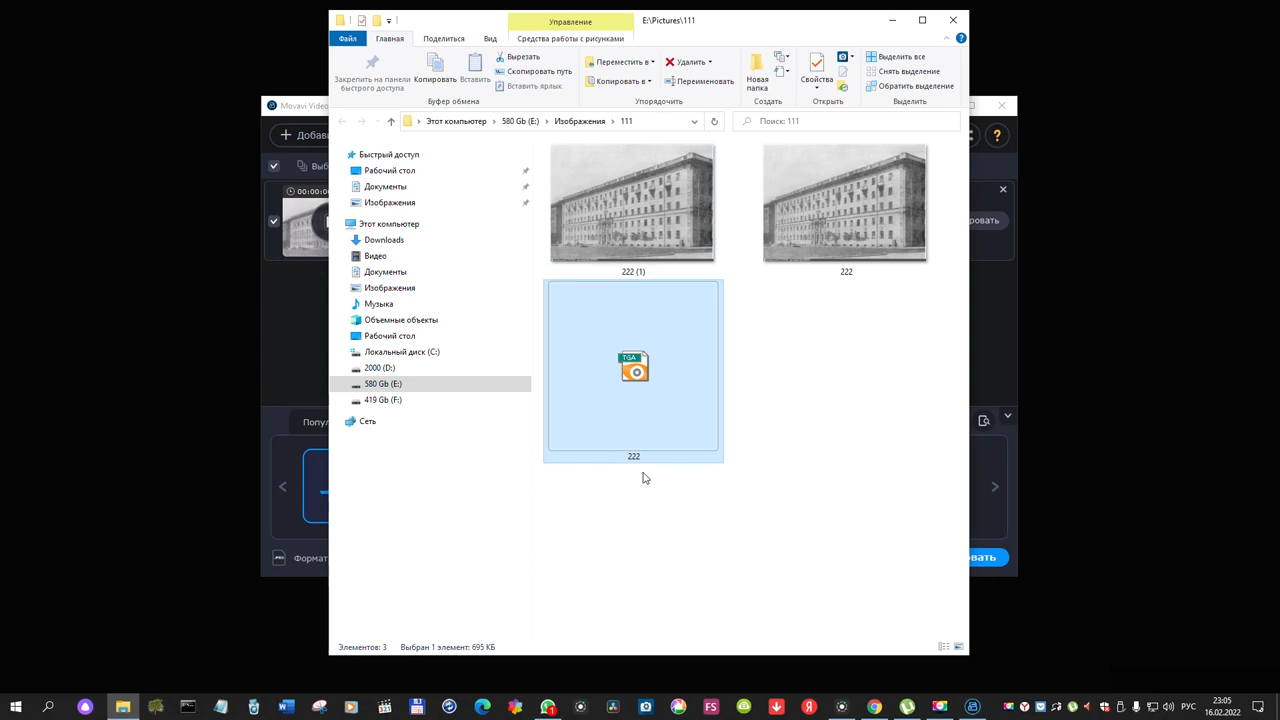 Управление
E:\Pictures\111
Файл
Главная
Поделиться
Вид
Средства работы с рисунками
Закрепить на панели быстрого доступа
Копировать
Вставить
Вырезать
Скопировать путь
Вставить ярлык
Буфер обмена
Переместить в
Копировать в
Удалить
Переименовать
Упорядочить
Новая папка
Создать
Свойства
Открыть
Выделить все
Снять выделение
Обратить выделение
Выделить
Movavi Video
Этот компьютер
580 Gb (E:)
Изображения
111
Поиск: 111
Быстрый доступ
Рабочий стол
Документы
Изображения
Этот компьютер
Downloads
Видео
Документы
Изображения
Музыка
Объемные объекты
Рабочий стол
Локальный диск (C:)
2000 (D:)
580 Gb (E:)
419 Gb (F:)
Сеть
222 (1)
222
TGA
222
Элементов: 3
Выбран 1 элемент: 695 КБ
РУС
23:05
16.02.2022